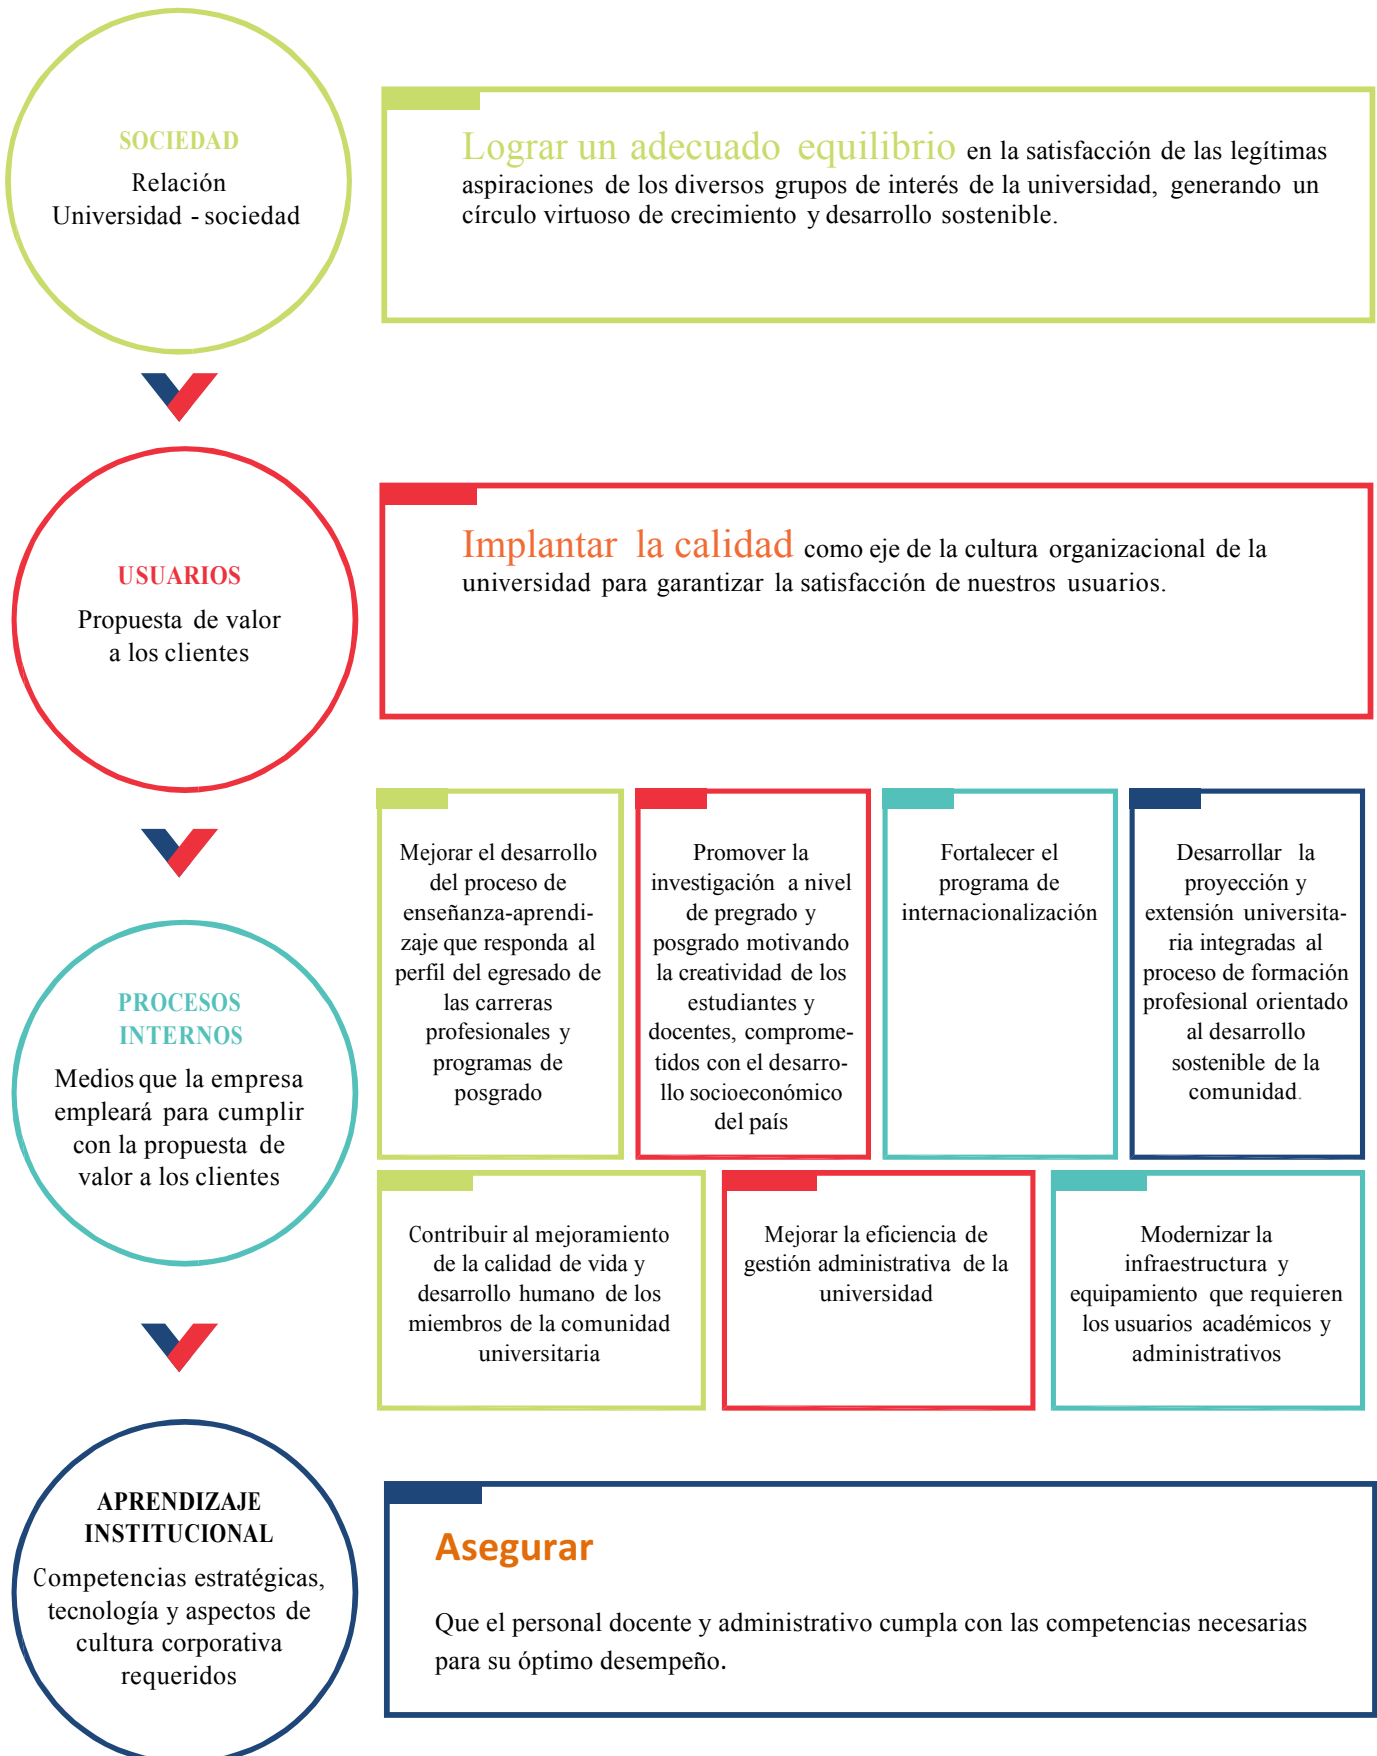 SOCIEDAD
Relación
Universidad - sociedad
Lograr un adecuado equilibrio en la satisfacción de las legítimas
aspiraciones de los diversos grupos de interés de la universidad, generando un
círculo virtuoso de crecimiento y desarrollo sostenible.
USUARIOS
Propuesta de valor
a los clientes
Implantar la calidad como eje de la cultura organizacional de la
universidad para garantizar la satisfacción de nuestros usuarios.
PROCESOS
INTERNOS
Medios que la empresa
empleará para cumplir
con la propuesta de
valor a los clientes
Mejorar el desarrollo
del proceso de
enseñanza-aprendi-
zaje que responda al
perfil del egresado de
las carreras
profesionales y
programas de
posgrado
Promover la
investigación a nivel
de pregrado y
posgrado motivando
la creatividad de los
estudiantes y
docentes, comprome-
tidos con el desarro-
llo socioeconómico
del país
Fortalecer el
programa de
internacionalización
Desarrollar la
proyección y
extensión universita-
ria integradas al
proceso de formación
profesional orientado
al desarrollo
sostenible de la
comunidad.
Contribuir al mejoramiento
de la calidad de vida y
desarrollo humano de los
miembros de la comunidad
universitaria
Mejorar la eficiencia de
gestión administrativa de la
universidad
Modernizar la
infraestructura y
equipamiento que requieren
los usuarios académicos y
administrativos
APRENDIZAJE
INSTITUCIONAL
Competencias estratégicas,
tecnología y aspectos de
cultura corporativa
requeridos
Asegurar
Que el personal docente y administrativo cumpla con las competencias necesarias
para su óptimo desempeño.